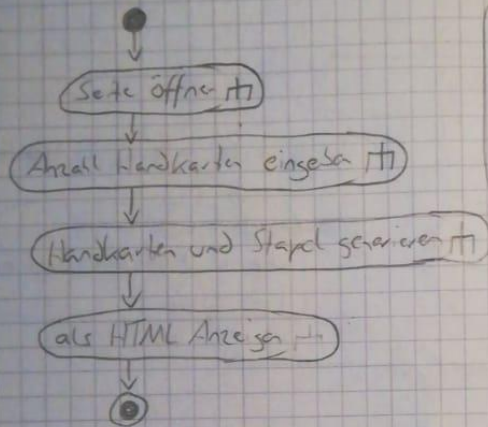 Seite öffnen
Anzahl Handkarten eingeben
Handkarten und Stapel generieren
als HTML Anzeigen